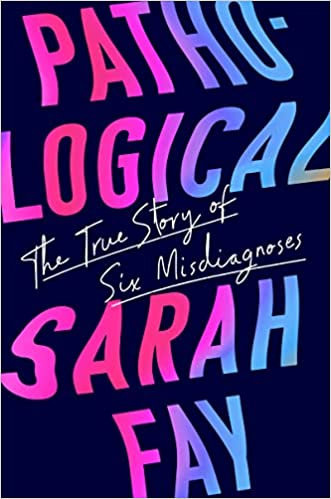 PATHO-
LOGICAL
The True Story of
Six Misdiagnoses
SARAH
FAY